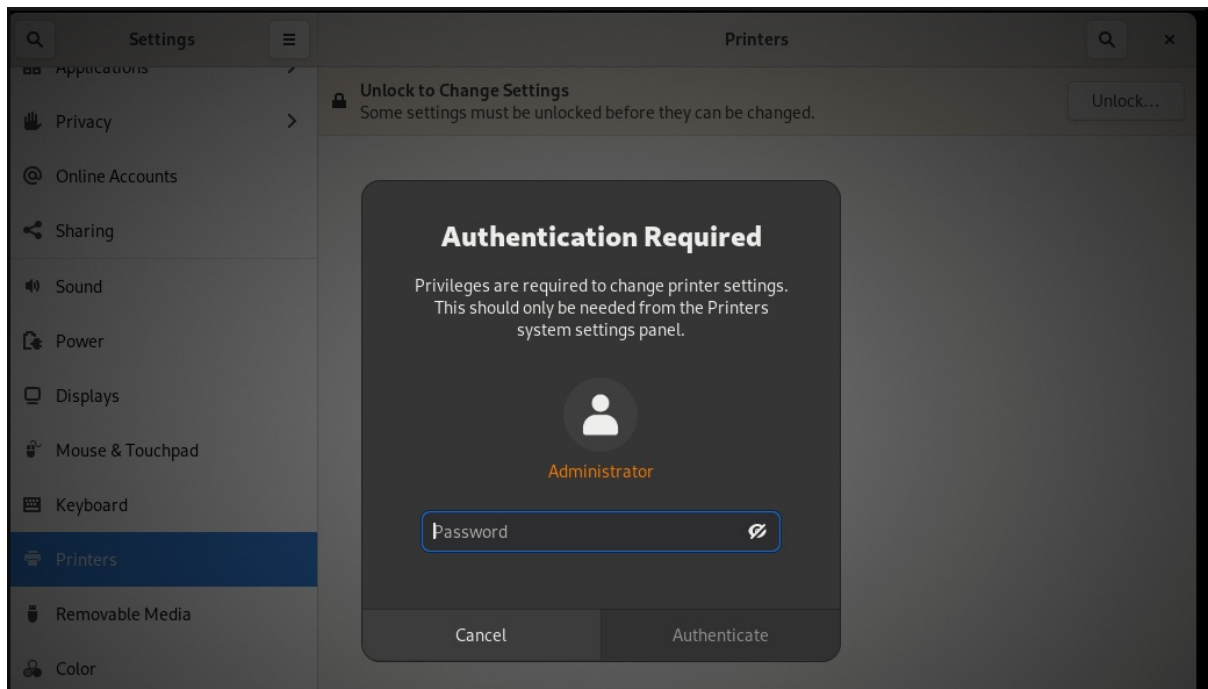 Settings
Printers
Applications
Unlock to Change Settings
Some settings must be unlocked before they can be changed.
Unlock...
Privacy
Online Accounts
Sharing
Sound
Power
Displays
Mouse & Touchpad
Keyboard
Printers
Removable Media
Color
Authentication Required
Privileges are required to change printer settings.
This should only be needed from the Printers
system settings panel.
Administrator
Password
Cancel
Authenticate